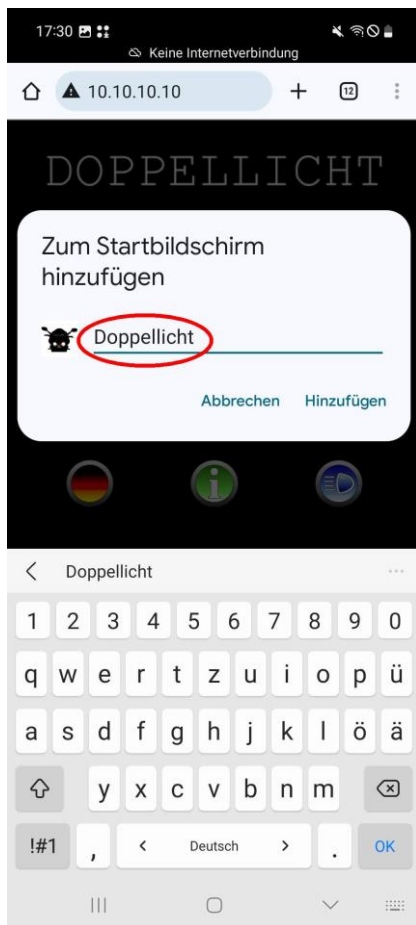 17:30
Keine Internetverbindung
10.10.10.10
12
DOPPELLICHT
Zum Startbildschirm
hinzufügen
Doppellicht
Abbrechen Hinzufügen
Doppellicht
1 2 3 4 5 6 7 8 9 0
q w e r t z u i o p ü
a s d f g h j k l ö ä
y x c v b n m
!#1 , < Deutsch > . OK